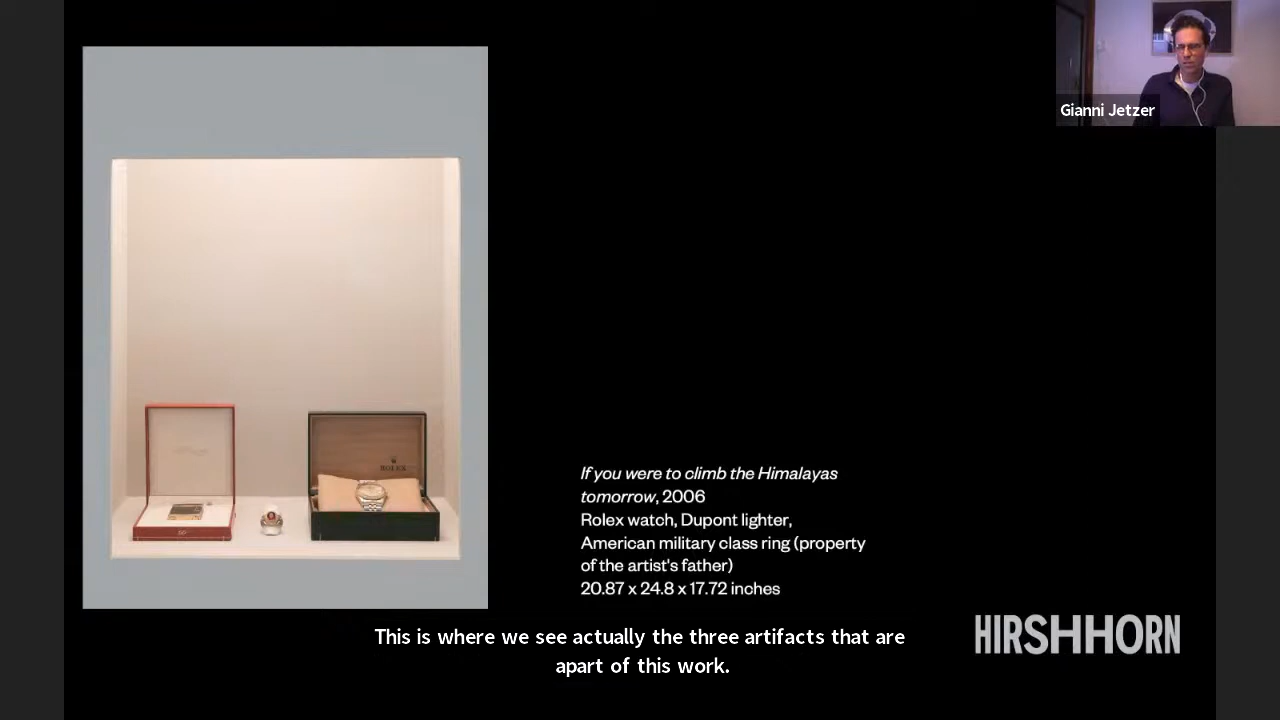 Gianni Jetzer
ROLEX
If you were to climb the Himalayas
tomorrow, 2006
Rolex watch, Dupont lighter,
American military class ring (property
of the artist's father)
20.87 x 24.8 x 17.72 inches
HIRSHHORN
This is where we see actually the three artifacts that are
apart of this work.